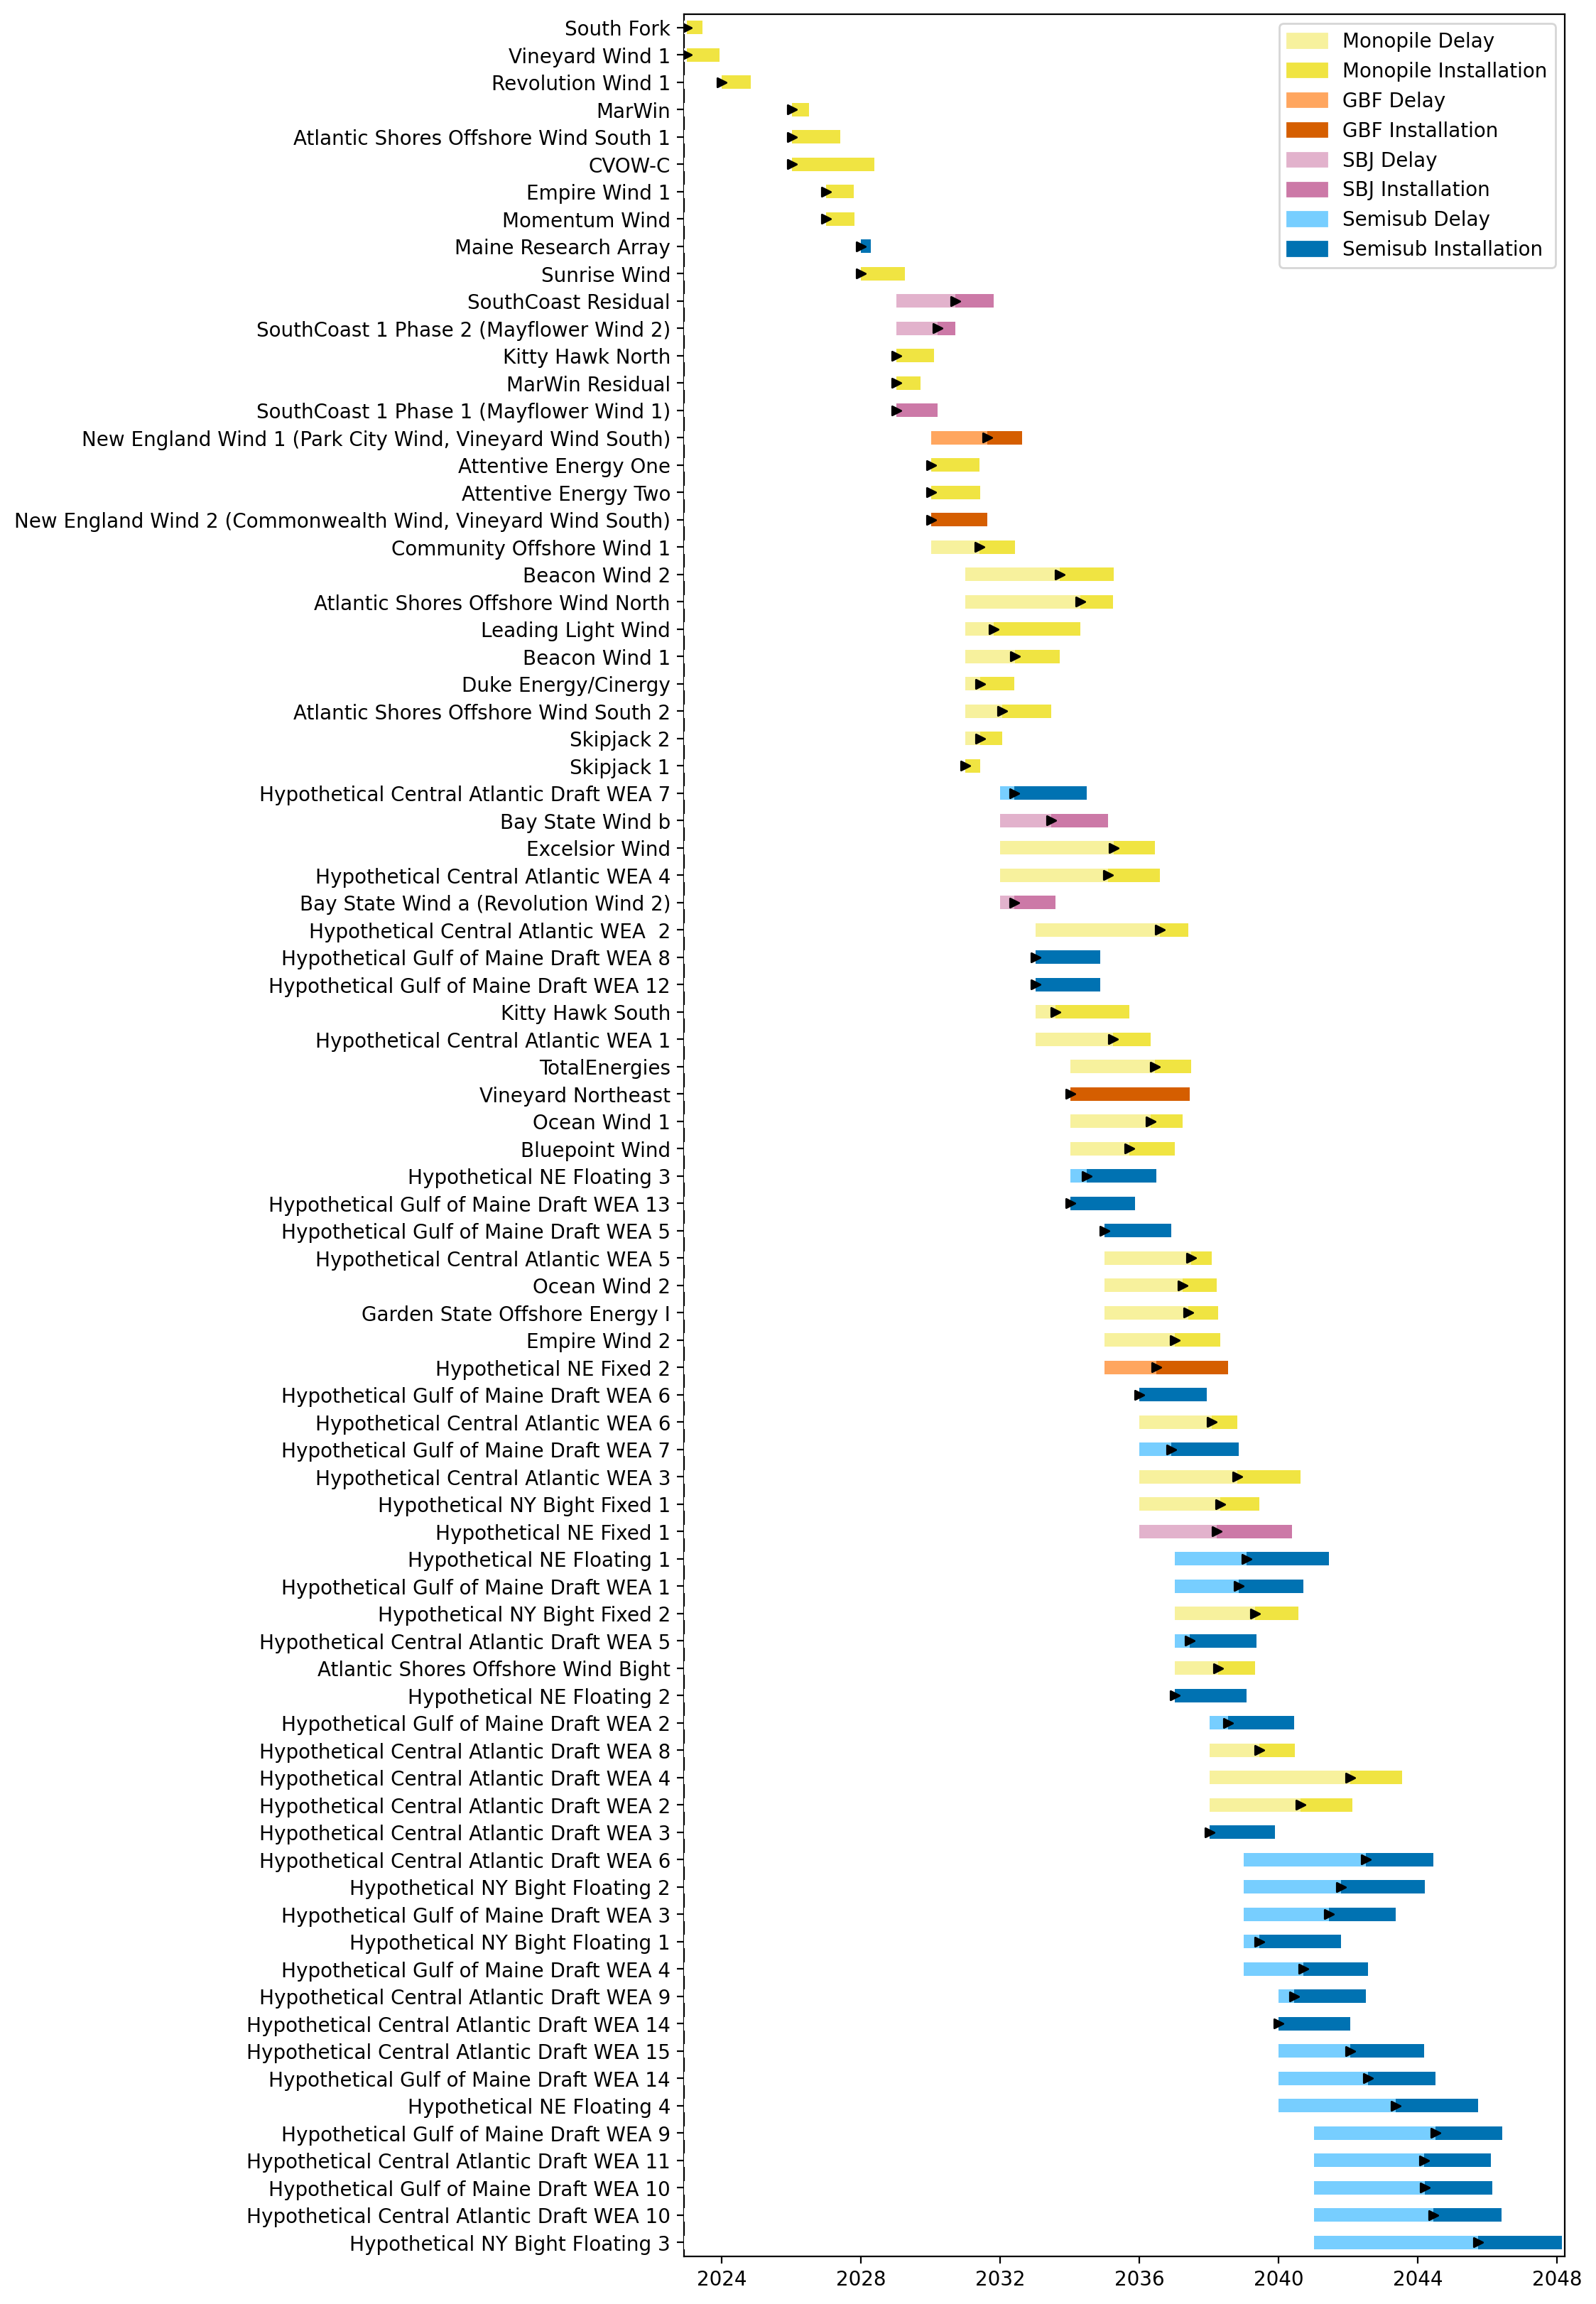 South Fork
Vineyard Wind 1
Revolution Wind 1
MarWin
Atlantic Shores Offshore Wind South 1
CVOW-C
Empire Wind 1
Momentum Wind
Maine Research Array
Sunrise Wind
SouthCoast Residual
SouthCoast 1 Phase 2 (Mayflower Wind 2)
Kitty Hawk North
MarWin Residual
SouthCoast 1 Phase 1 (Mayflower Wind 1)
New England Wind 1 (Park City Wind, Vineyard Wind South)
Attentive Energy One
Attentive Energy Two
New England Wind 2 (Commonwealth Wind, Vineyard Wind South)
Community Offshore Wind 1
Beacon Wind 2
Atlantic Shores Offshore Wind North
Leading Light Wind
Beacon Wind 1
Duke Energy/Cinergy
Atlantic Shores Offshore Wind South 2
Skipjack 2
Skipjack 1
Hypothetical Central Atlantic Draft WEA 7
Bay State Wind b
Excelsior Wind
Hypothetical Central Atlantic WEA 4
Bay State Wind a (Revolution Wind 2)
Hypothetical Central Atlantic WEA  2
Hypothetical Gulf of Maine Draft WEA 8
Hypothetical Gulf of Maine Draft WEA 12
Kitty Hawk South
Hypothetical Central Atlantic WEA 1
TotalEnergies
Vineyard Northeast
Ocean Wind 1
Bluepoint Wind
Hypothetical NE Floating 3
Hypothetical Gulf of Maine Draft WEA 13
Hypothetical Gulf of Maine Draft WEA 5
Hypothetical Central Atlantic WEA 5
Ocean Wind 2
Garden State Offshore Energy I
Empire Wind 2
Hypothetical NE Fixed 2
Hypothetical Gulf of Maine Draft WEA 6
Hypothetical Central Atlantic WEA 6
Hypothetical Gulf of Maine Draft WEA 7
Hypothetical Central Atlantic WEA 3
Hypothetical NY Bight Fixed 1
Hypothetical NE Fixed 1
Hypothetical NE Floating 1
Hypothetical Gulf of Maine Draft WEA 1
Hypothetical NY Bight Fixed 2
Hypothetical Central Atlantic Draft WEA 5
Atlantic Shores Offshore Wind Bight
Hypothetical NE Floating 2
Hypothetical Gulf of Maine Draft WEA 2
Hypothetical Central Atlantic Draft WEA 8
Hypothetical Central Atlantic Draft WEA 4
Hypothetical Central Atlantic Draft WEA 2
Hypothetical Central Atlantic Draft WEA 3
Hypothetical Central Atlantic Draft WEA 6
Hypothetical NY Bight Floating 2
Hypothetical Gulf of Maine Draft WEA 3
Hypothetical NY Bight Floating 1
Hypothetical Gulf of Maine Draft WEA 4
Hypothetical Central Atlantic Draft WEA 9
Hypothetical Central Atlantic Draft WEA 14
Hypothetical Central Atlantic Draft WEA 15
Hypothetical Gulf of Maine Draft WEA 14
Hypothetical NE Floating 4
Hypothetical Gulf of Maine Draft WEA 9
Hypothetical Central Atlantic Draft WEA 11
Hypothetical Gulf of Maine Draft WEA 10
Hypothetical Central Atlantic Draft WEA 10
Hypothetical NY Bight Floating 3
Monopile Delay
Monopile Installation
GBF Delay
GBF Installation
SBJ Delay
SBJ Installation
Semisub Delay
Semisub Installation
2024 2028 2032 2036 2040 2044 2048